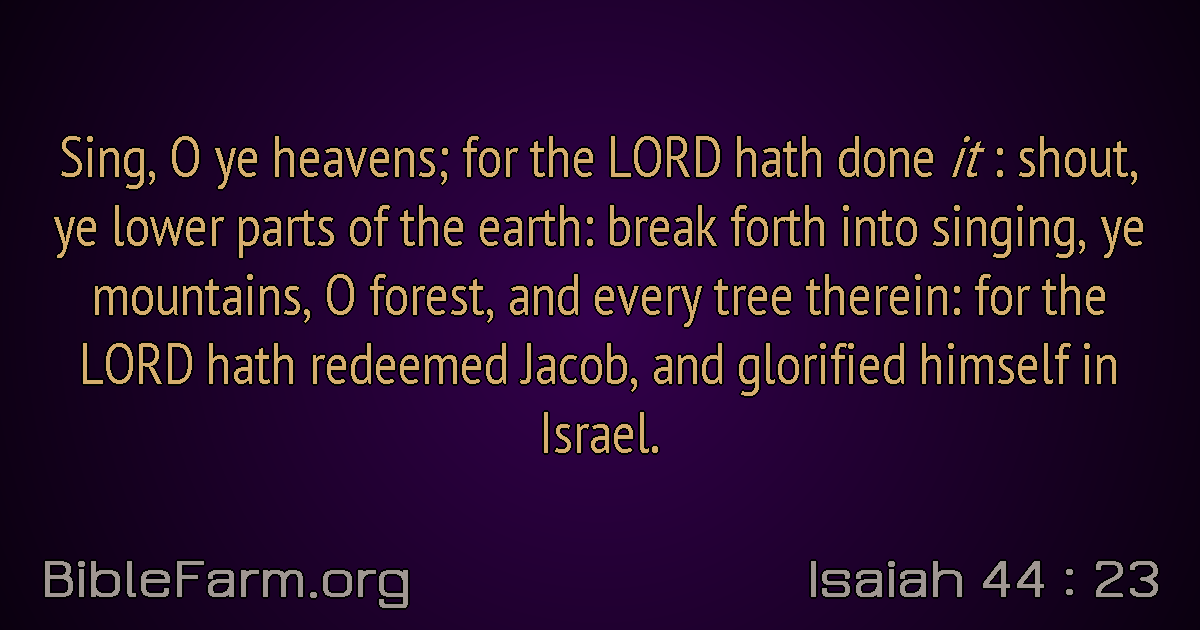 Sing, O ye heavens; for the LORD hath done it : shout,
ye lower parts of the earth: break forth into singing, ye
mountains, O forest, and every tree therein: for the
LORD hath redeemed Jacob, and glorified himself in
Israel.
BibleFarm.org
Isaiah 44 : 23